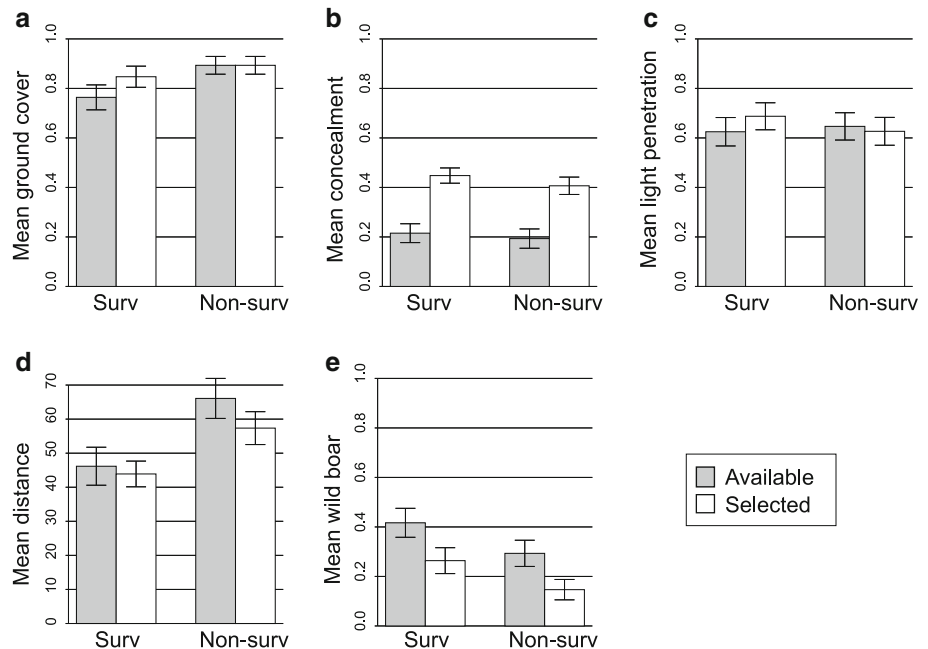 a
Mean ground cover
1.0
0.8
0.6
0.4
0.2
0.0
Surv Non-surv
b
Mean concealment
1.0
0.8
0.6
0.4
0.2
0.0
Surv Non-surv
c
Mean light penetration
1.0
0.8
0.6
0.4
0.2
0.0
Surv Non-surv
d
Mean distance
70
60
50
40
30
20
10
0
Surv Non-surv
e
Mean wild boar
1.0
0.8
0.6
0.4
0.2
0.0
Surv Non-surv
Available
Selected